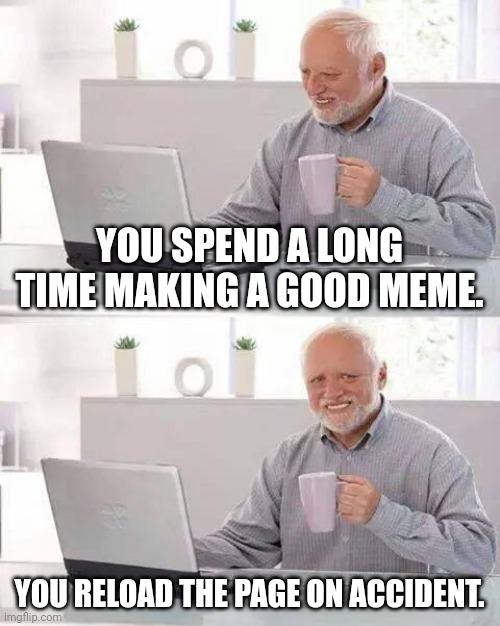 YOU SPEND A LONG
TIME MAKING A GOOD MEME.
YOU RELOAD THE PAGE ON ACCIDENT.
imgflip.com